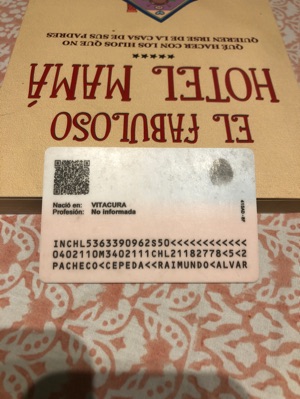 EL FABULOSO
HOTEL MAMÁ
QUÉ HACER CON LOS HIJOS QUE NO
QUIEREN IRSE DE LA CASA DE SUS PADRES
Nació en: VITACURA
Profesión: No informada
INCHL5363390962S50<<<<<<<<<<<<
0402110M3402111CHL21182778<5<2
PACHECO<CEPEDA<<RAIMUNDO<ALVAR